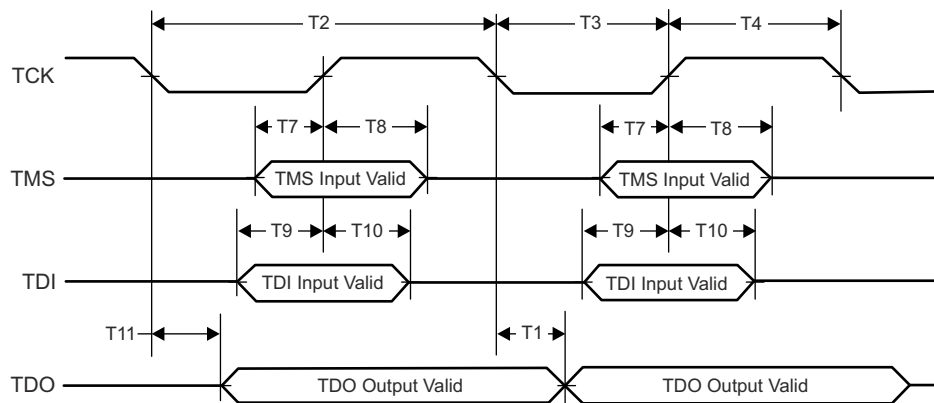 T2 T3 T4
TCK
T7 T8 T7 T8
TMS TMS Input Valid TMS Input Valid
T9 T10 T9 T10
TDI TDI Input Valid TDI Input Valid
T11 T1
TDO TDO Output Valid TDO Output Valid